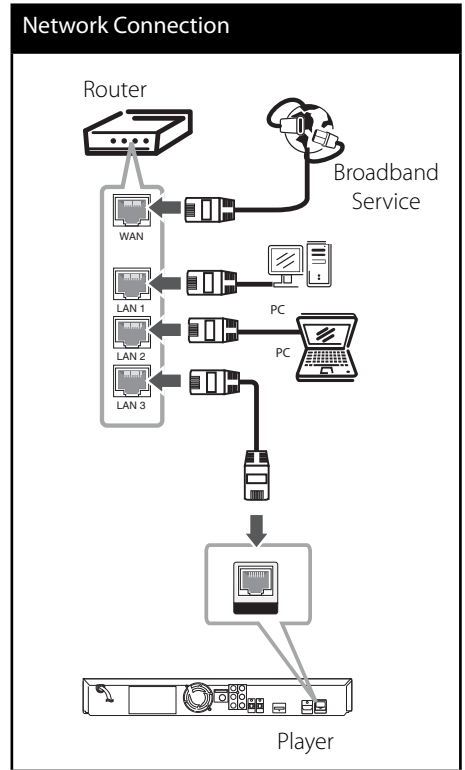 Network Connection
Router
Broadband
Service
WAN
LAN 1
PC
LAN 2
PC
LAN 3
Player